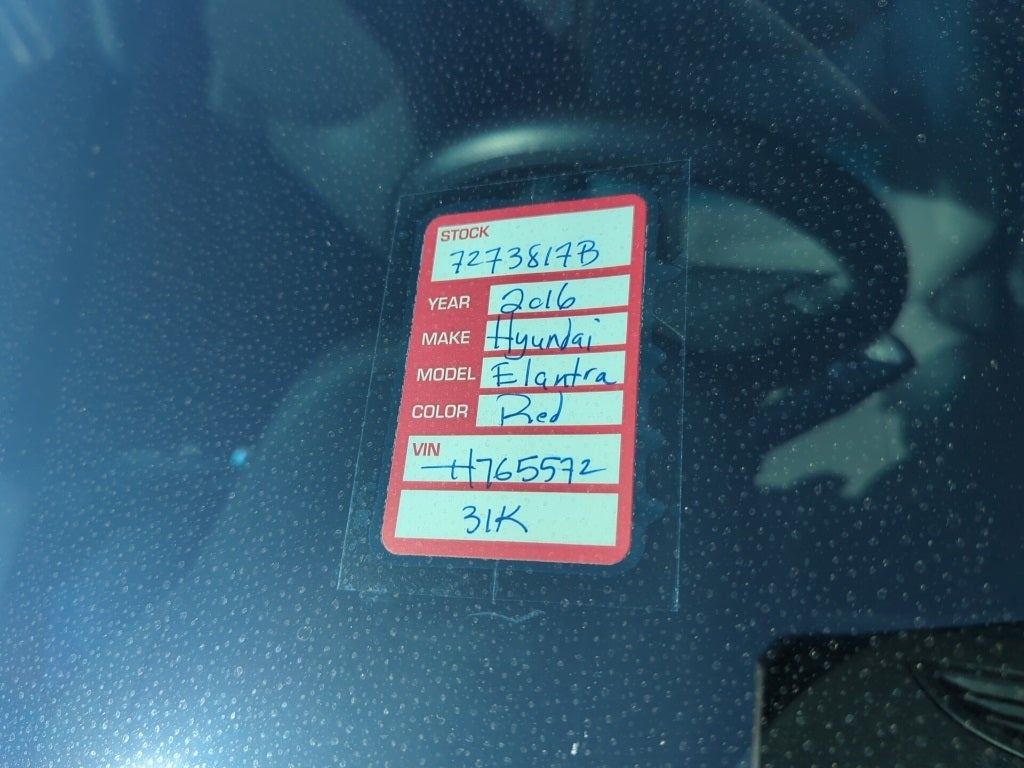 STOCK
7273817B
YEAR 2016
MAKE Hyundai
MODEL Elantra
COLOR Red
VIN
-H765572
31K